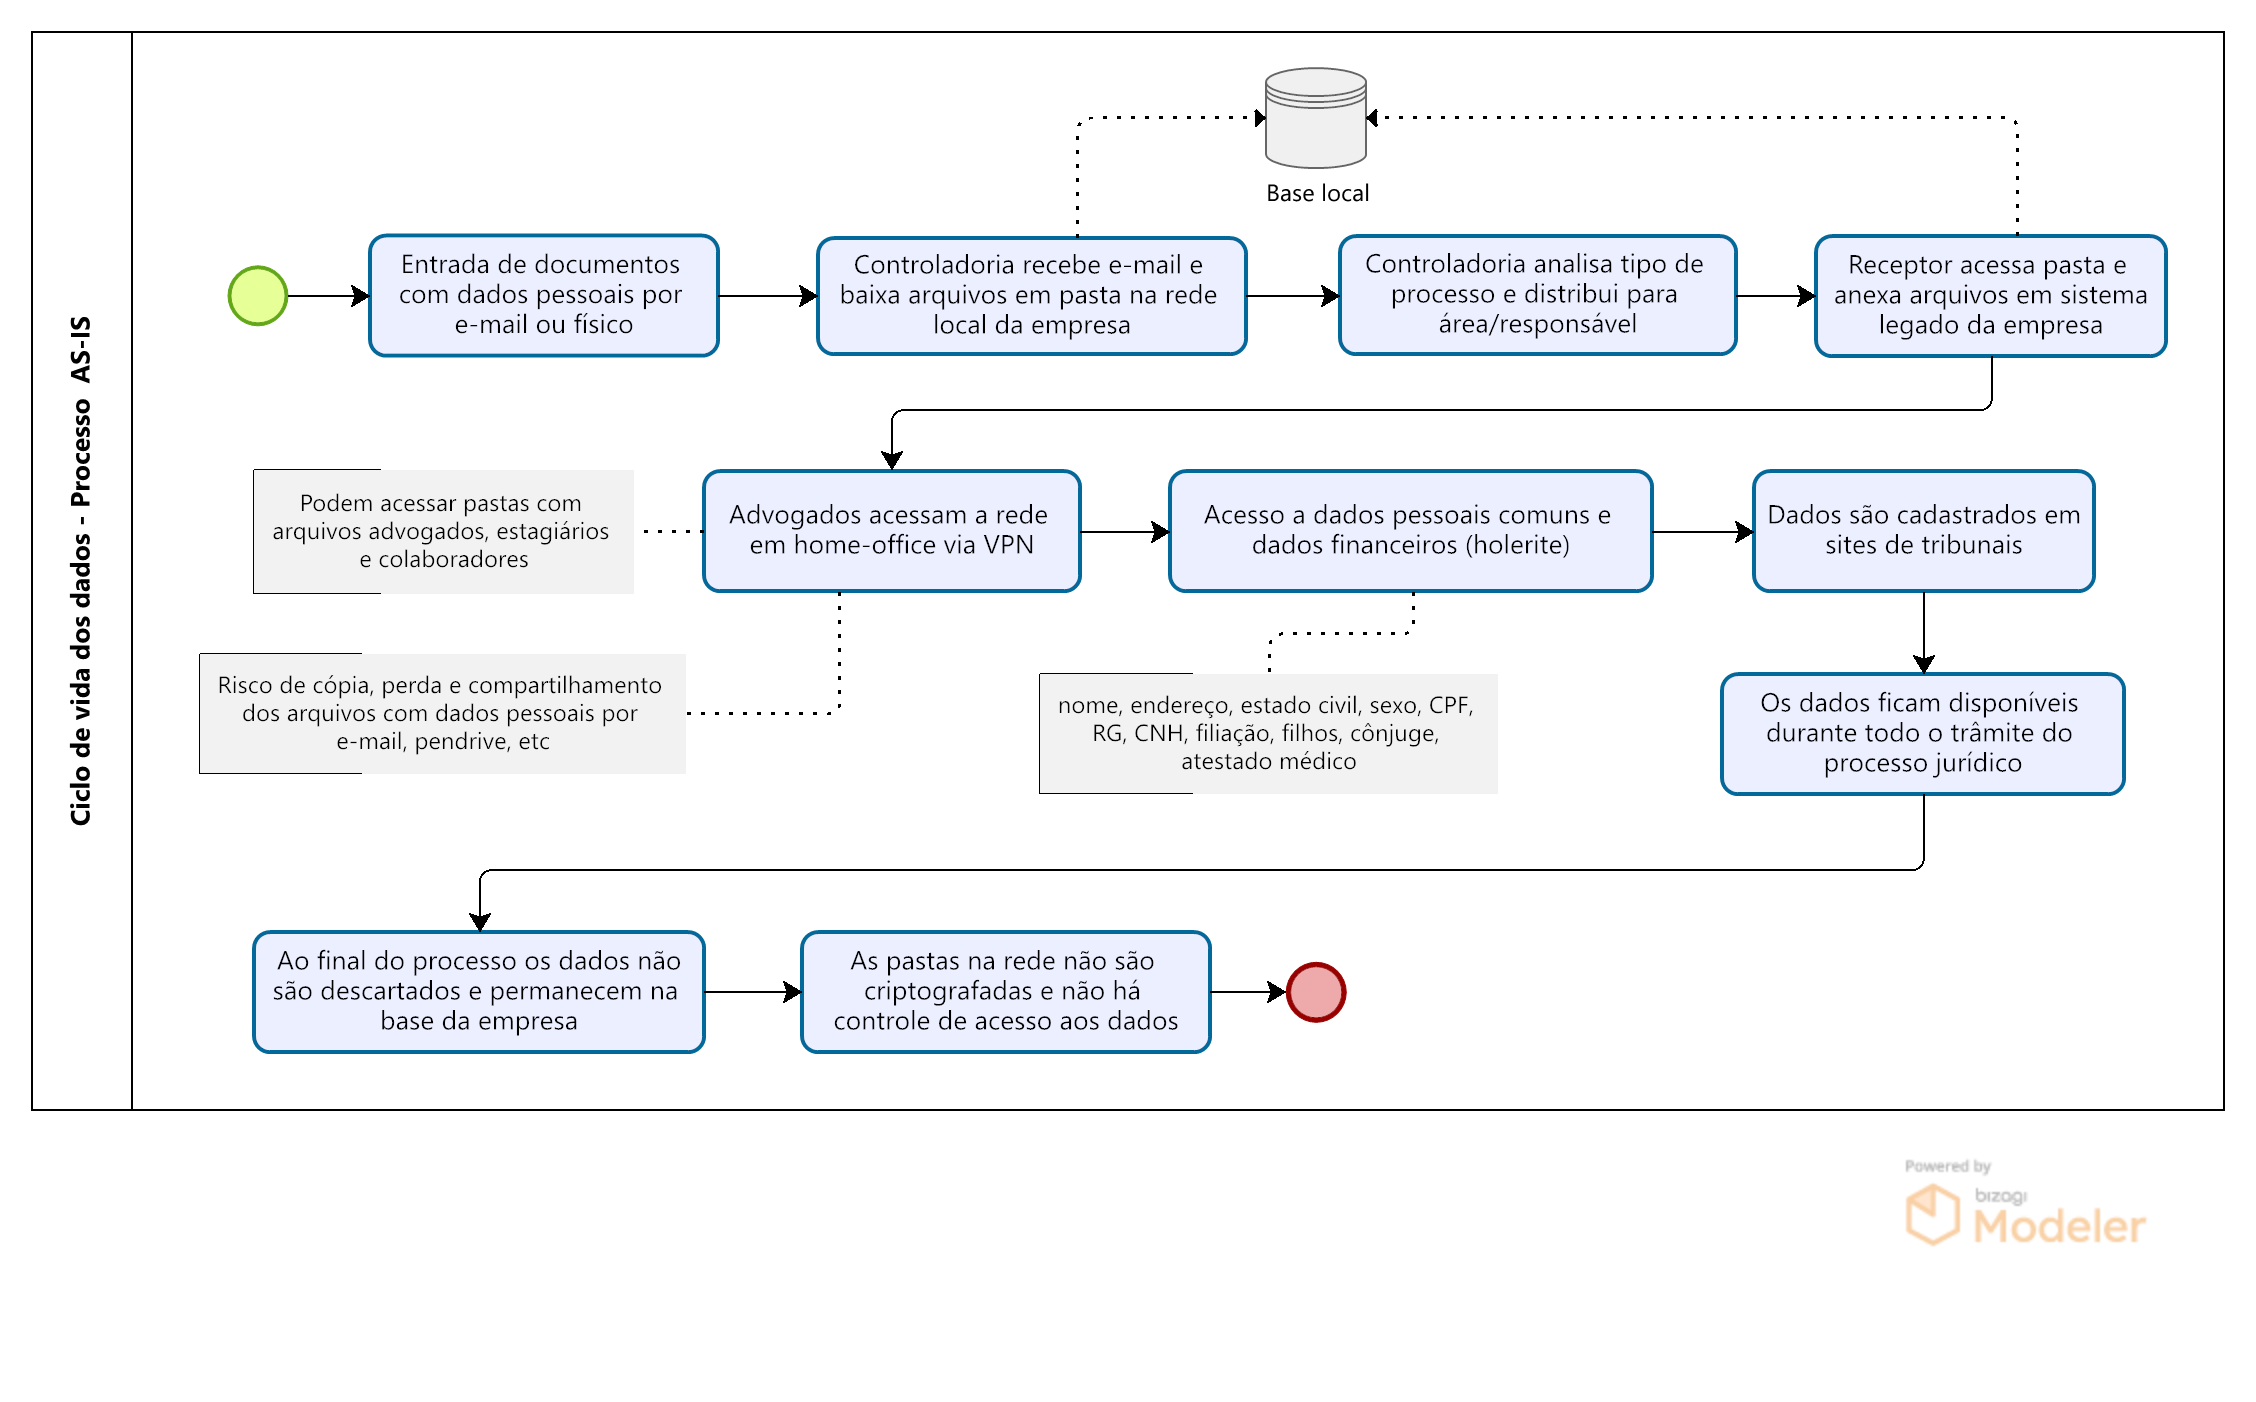 Ciclo de vida dos dados - Processo AS-IS
Base local
Entrada de documentos
com dados pessoais por
e-mail ou físico
Controladoria recebe e-mail e
baixa arquivos em pasta na rede
local da empresa
Controladoria analisa tipo de
processo e distribui para
área/responsável
Receptor acessa pasta e
anexa arquivos em sistema
legado da empresa
Podem acessar pastas com
arquivos advogados, estagiários
e colaboradores
Advogados acessam a rede
em home-office via VPN
Acesso a dados pessoais comuns e
dados financeiros (holerite)
Dados são cadastrados em
sites de tribunais
Risco de cópia, perda e compartilhamento
dos arquivos com dados pessoais por
e-mail, pendrive, etc
nome, endereço, estado civil, sexo, CPF,
RG, CNH, filiação, filhos, cônjuge,
atestado médico
Os dados ficam disponíveis
durante todo o trâmite do
processo jurídico
Ao final do processo os dados não
são descartados e permanecem na
base da empresa
As pastas na rede não são
criptografadas e não há
controle de acesso aos dados
Powered by
bizagi
Modeler